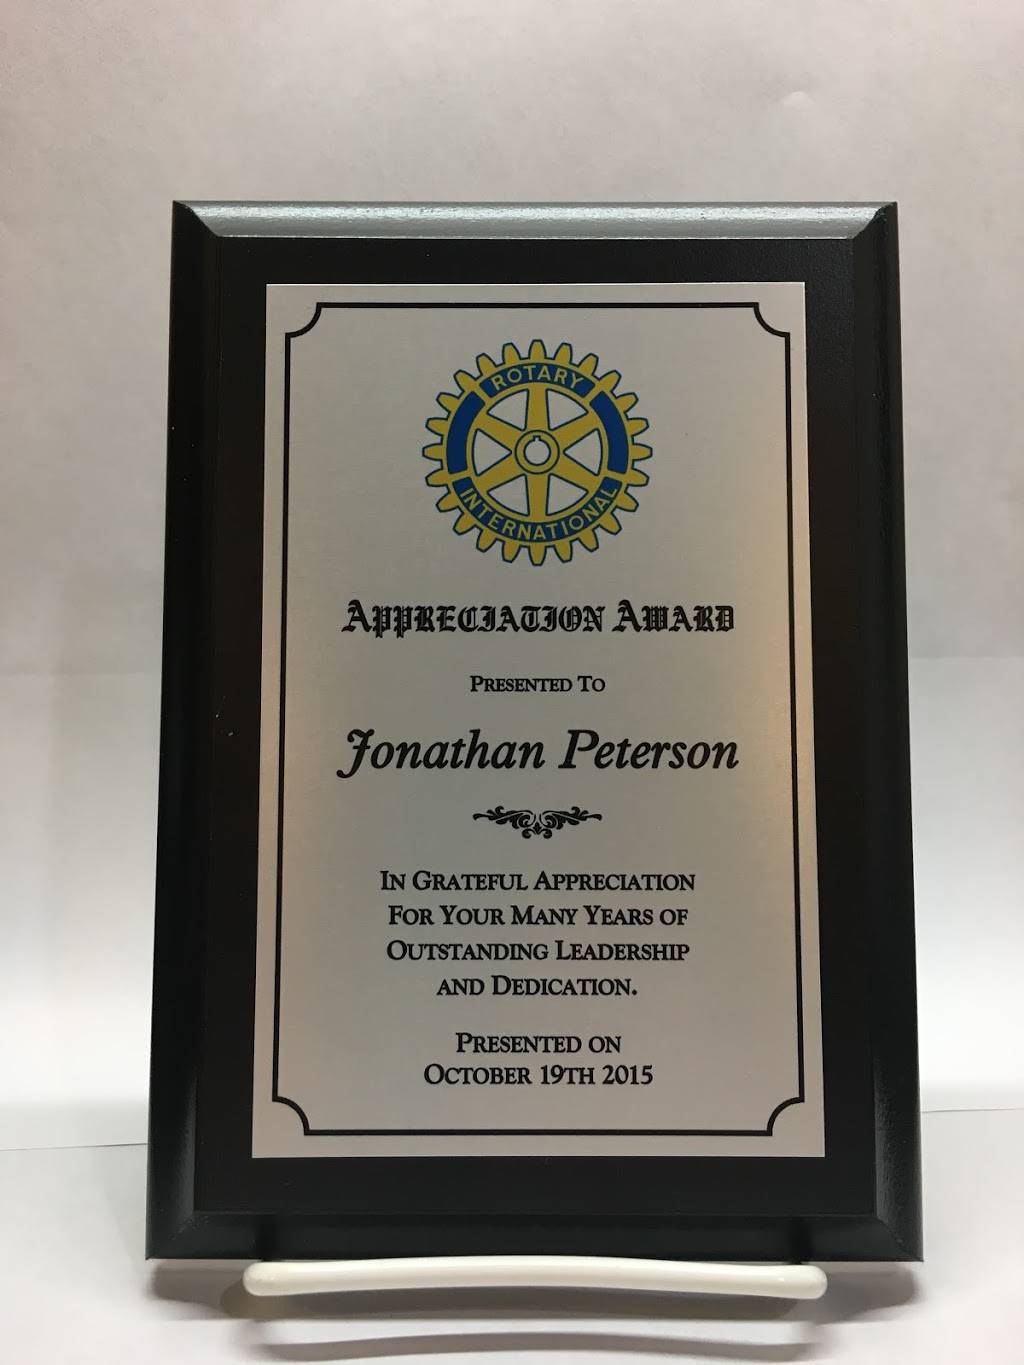 ROTARY
INTERNATIONAL
APPRECIATION AWARD
PRESENTED TO
Jonathan Peterson
IN GRATEFUL APPRECIATION
FOR YOUR MANY YEARS OF
OUTSTANDING LEADERSHIP
AND DEDICATION.
PRESENTED ON
OCTOBER 19TH 2015